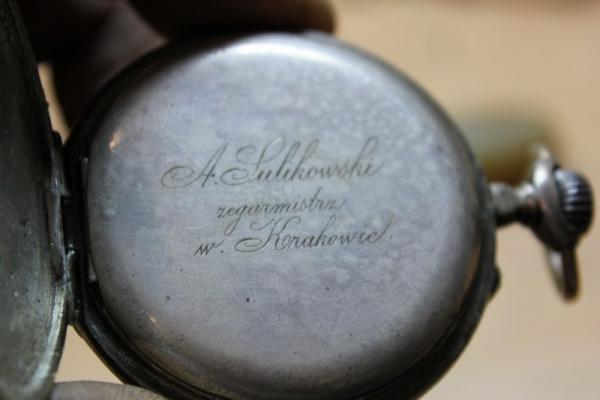 A. Sulikowski
zegarmistrz
w. Krakowie